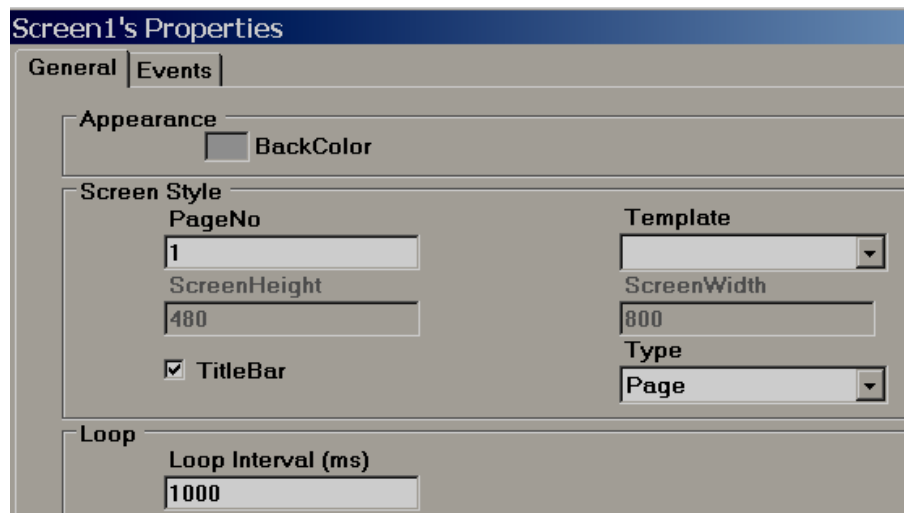 Screen1's Properties
General Events
Appearance
BackColor
Screen Style
PageNo Template
1
ScreenHeight ScreenWidth
480 800
TitleBar Type
Page
Loop
Loop Interval (ms)
1000